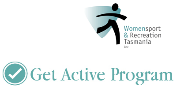 Womensport
& Recreation
Tasmania
Get Active Program